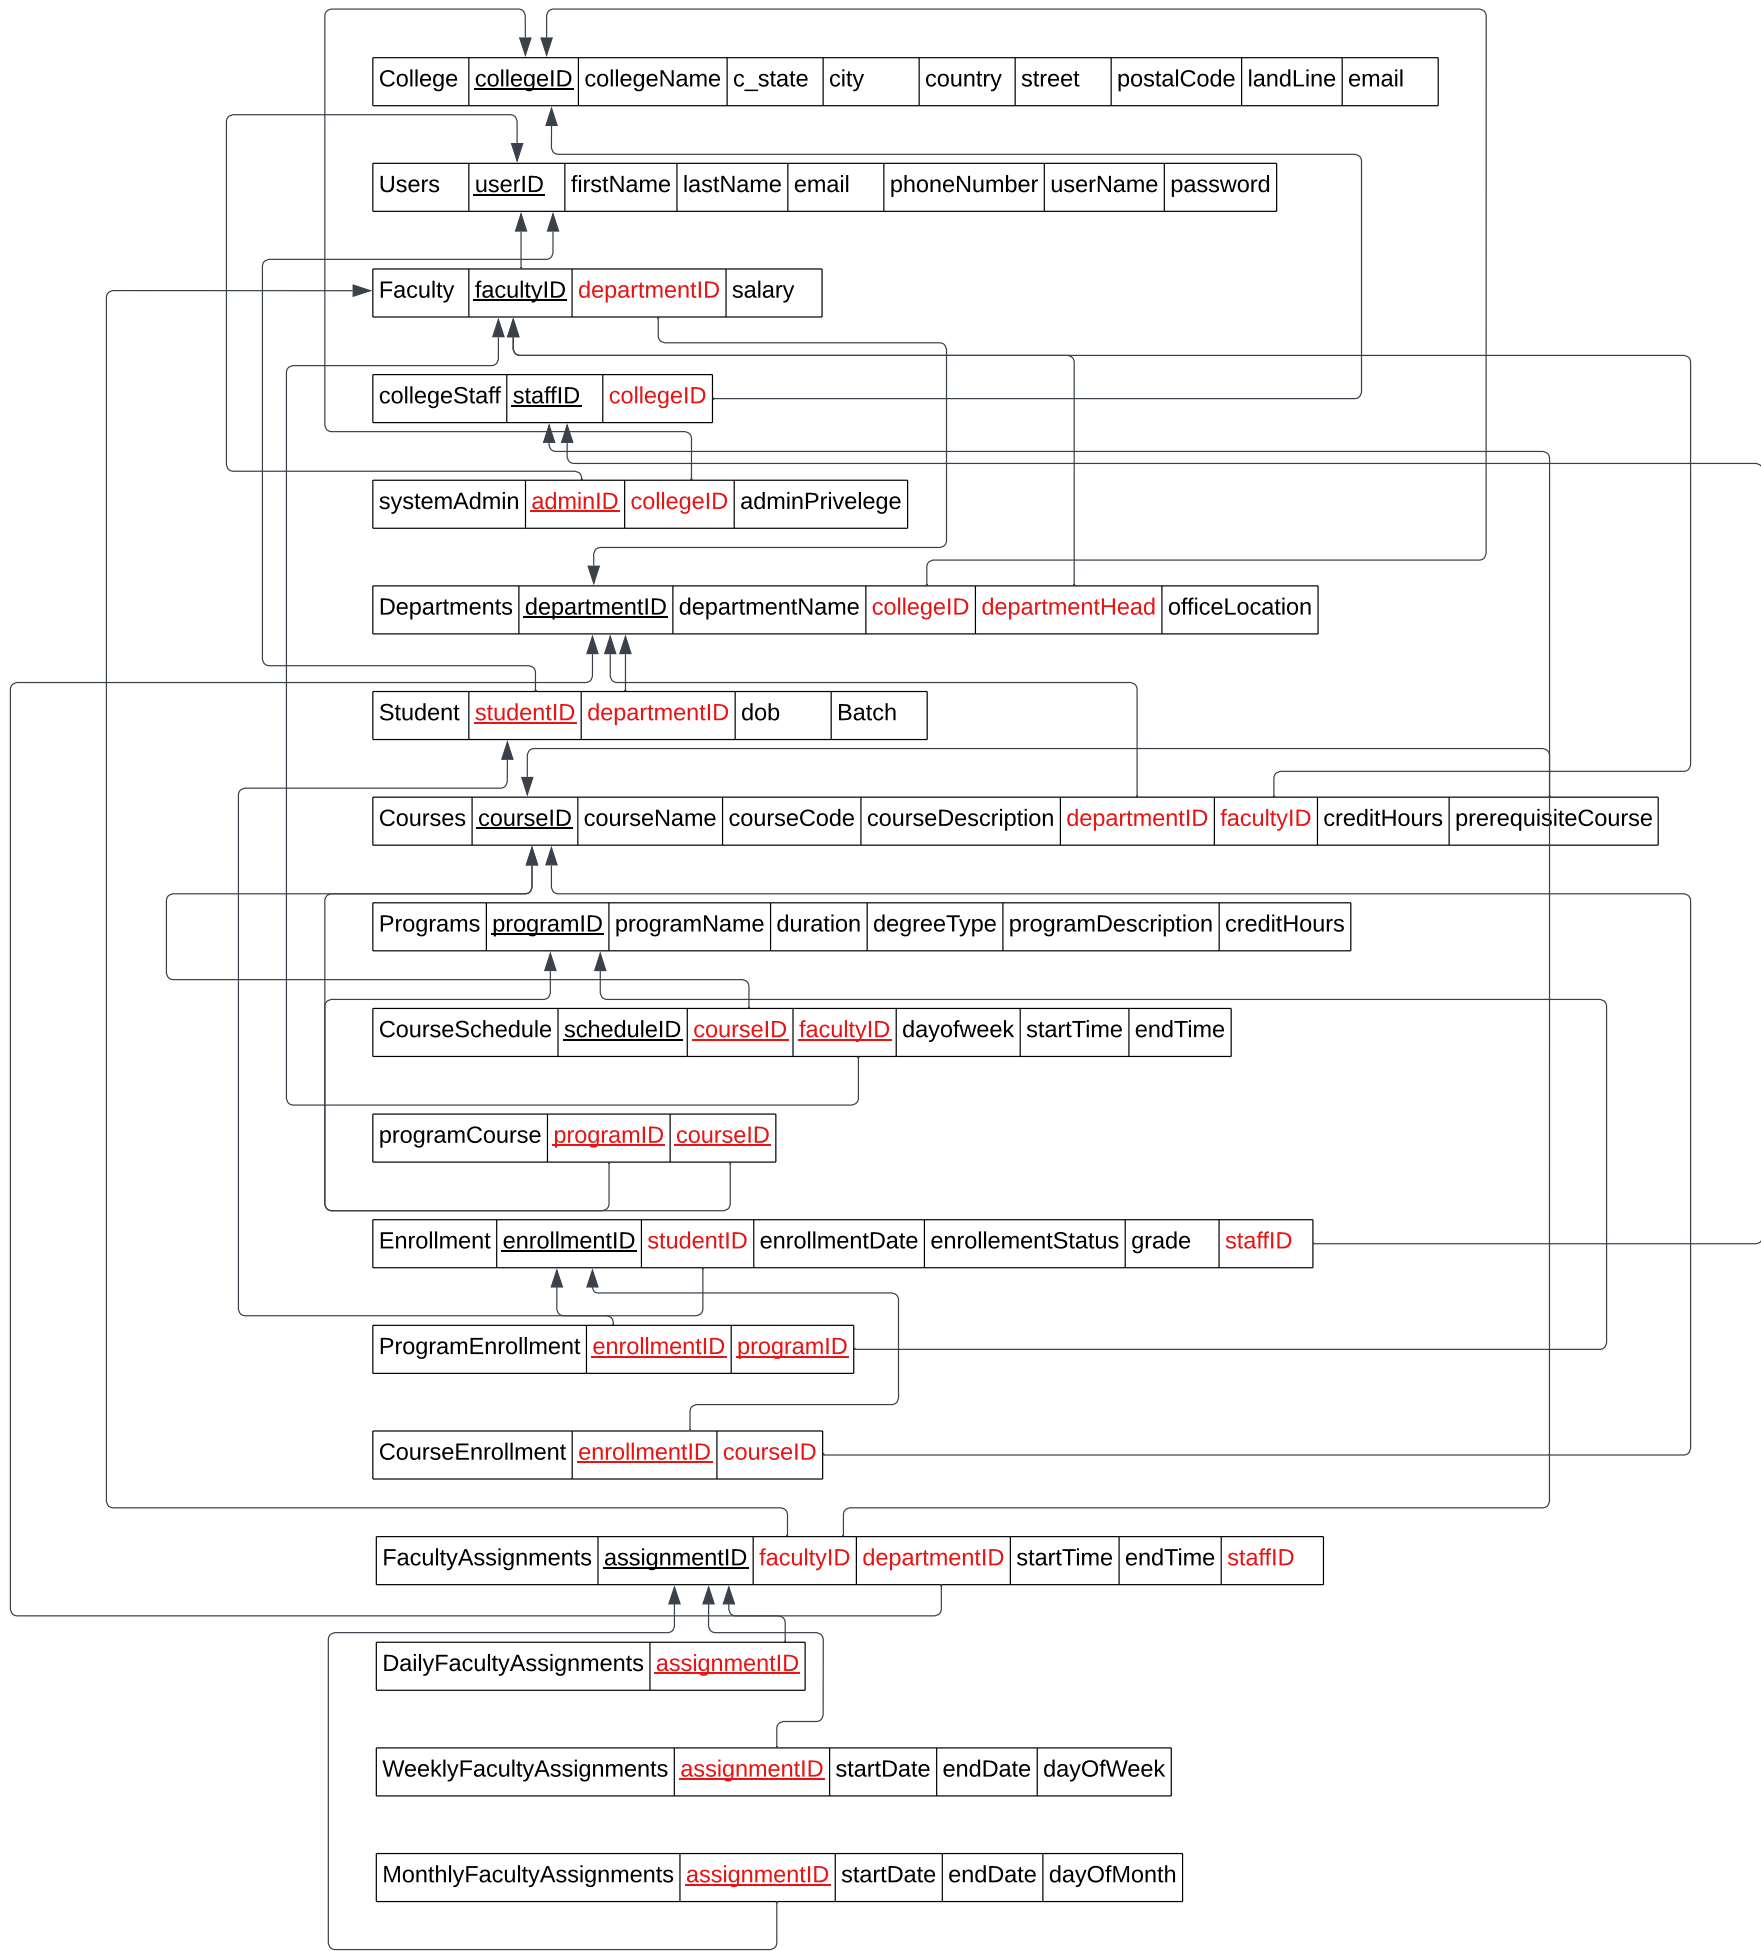 College collegeID collegeName c_state city country street postalCode landLine email
Users userID firstName lastName email phoneNumber userName password
Faculty facultyID departmentID salary
collegeStaff staffID collegeID
systemAdmin adminID collegeID adminPrivelege
Departments departmentID departmentName collegeID departmentHead officeLocation
Student studentID departmentID dob Batch
Courses courseID courseName courseCode courseDescription departmentID facultyID creditHours prerequisiteCourse
Programs programID programName duration degreeType programDescription creditHours
CourseSchedule scheduleID courseID facultyID dayofweek startTime endTime
programCourse programID courseID
Enrollment enrollmentID studentID enrollmentDate enrollementStatus grade staffID
ProgramEnrollment enrollmentID programID
CourseEnrollment enrollmentID courseID
FacultyAssignments assignmentID facultyID departmentID startTime endTime staffID
DailyFacultyAssignments assignmentID
WeeklyFacultyAssignments assignmentID startDate endDate dayOfWeek
MonthlyFacultyAssignments assignmentID startDate endDate dayOfMonth